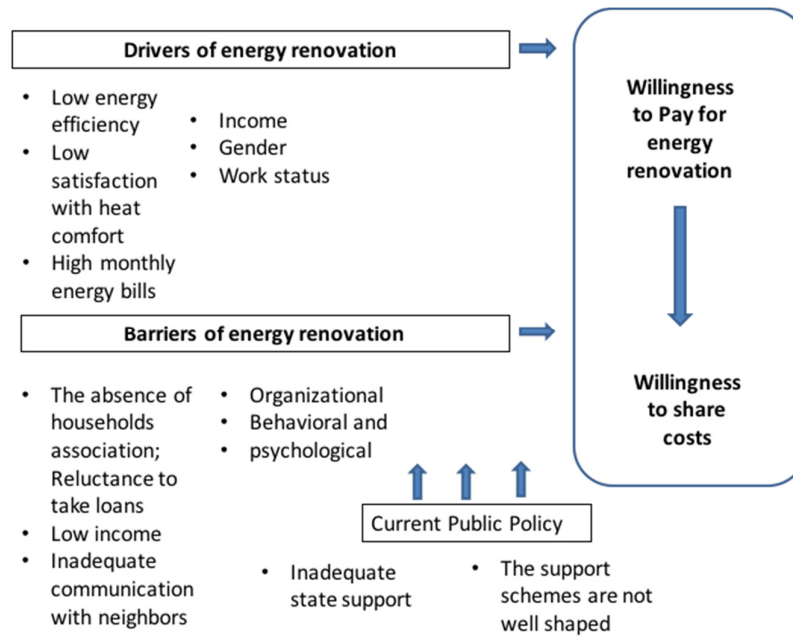 Drivers of energy renovation
• Low energy
efficiency
• Low
satisfaction
with heat
comfort
• High monthly
energy bills
• Income
• Gender
• Work status
Willingness
to Pay for
energy
renovation
Barriers of energy renovation
• The absence of
households
association;
Reluctance to
take loans
• Low income
• Inadequate
communication
with neighbors
• Organizational
• Behavioral and
• psychological
Willingness
to share
costs
Current Public Policy
• Inadequate
state support
• The support
schemes are not
well shaped